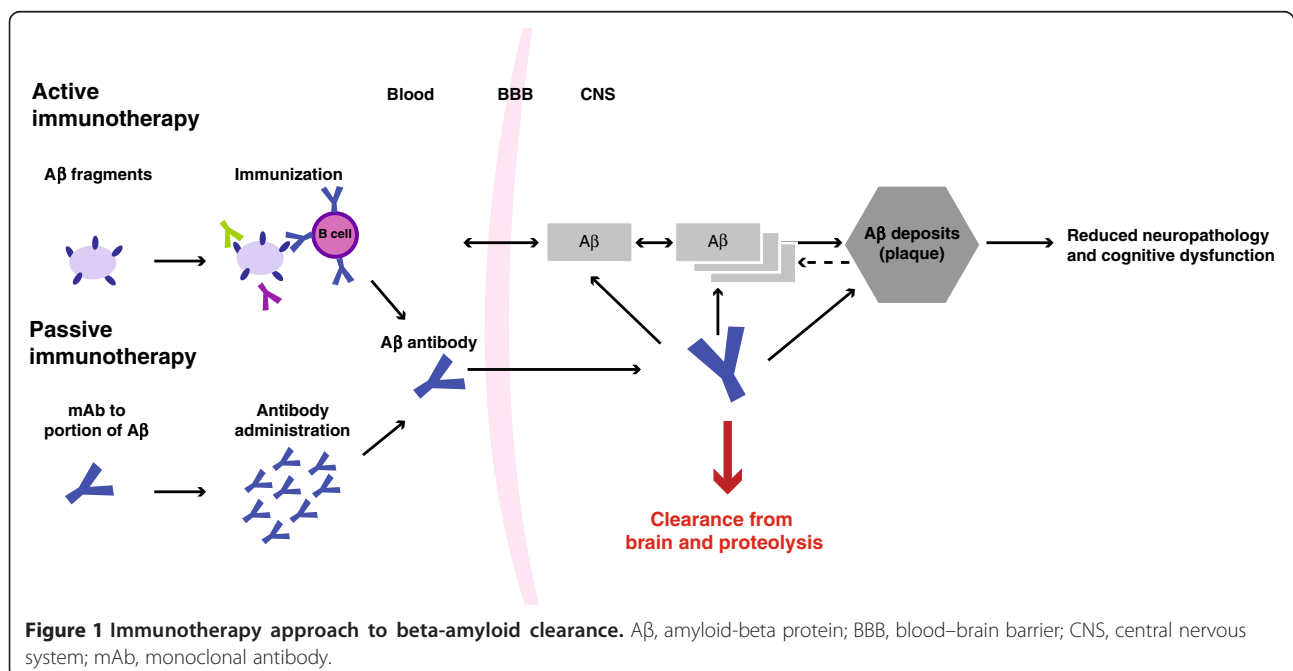 Active
immunotherapy
Blood
BBB
CNS
Aβ fragments
Immunization
B cell
Aβ
Aβ
Aβ deposits
(plaque)
Reduced neuropathology
and cognitive dysfunction
Passive
immunotherapy
Aβ antibody
mAb to
portion of Aβ
Antibody
administration
Clearance from
brain and proteolysis
Figure 1 Immunotherapy approach to beta-amyloid clearance. Aβ, amyloid-beta protein; BBB, blood–brain barrier; CNS, central nervous
system; mAb, monoclonal antibody.